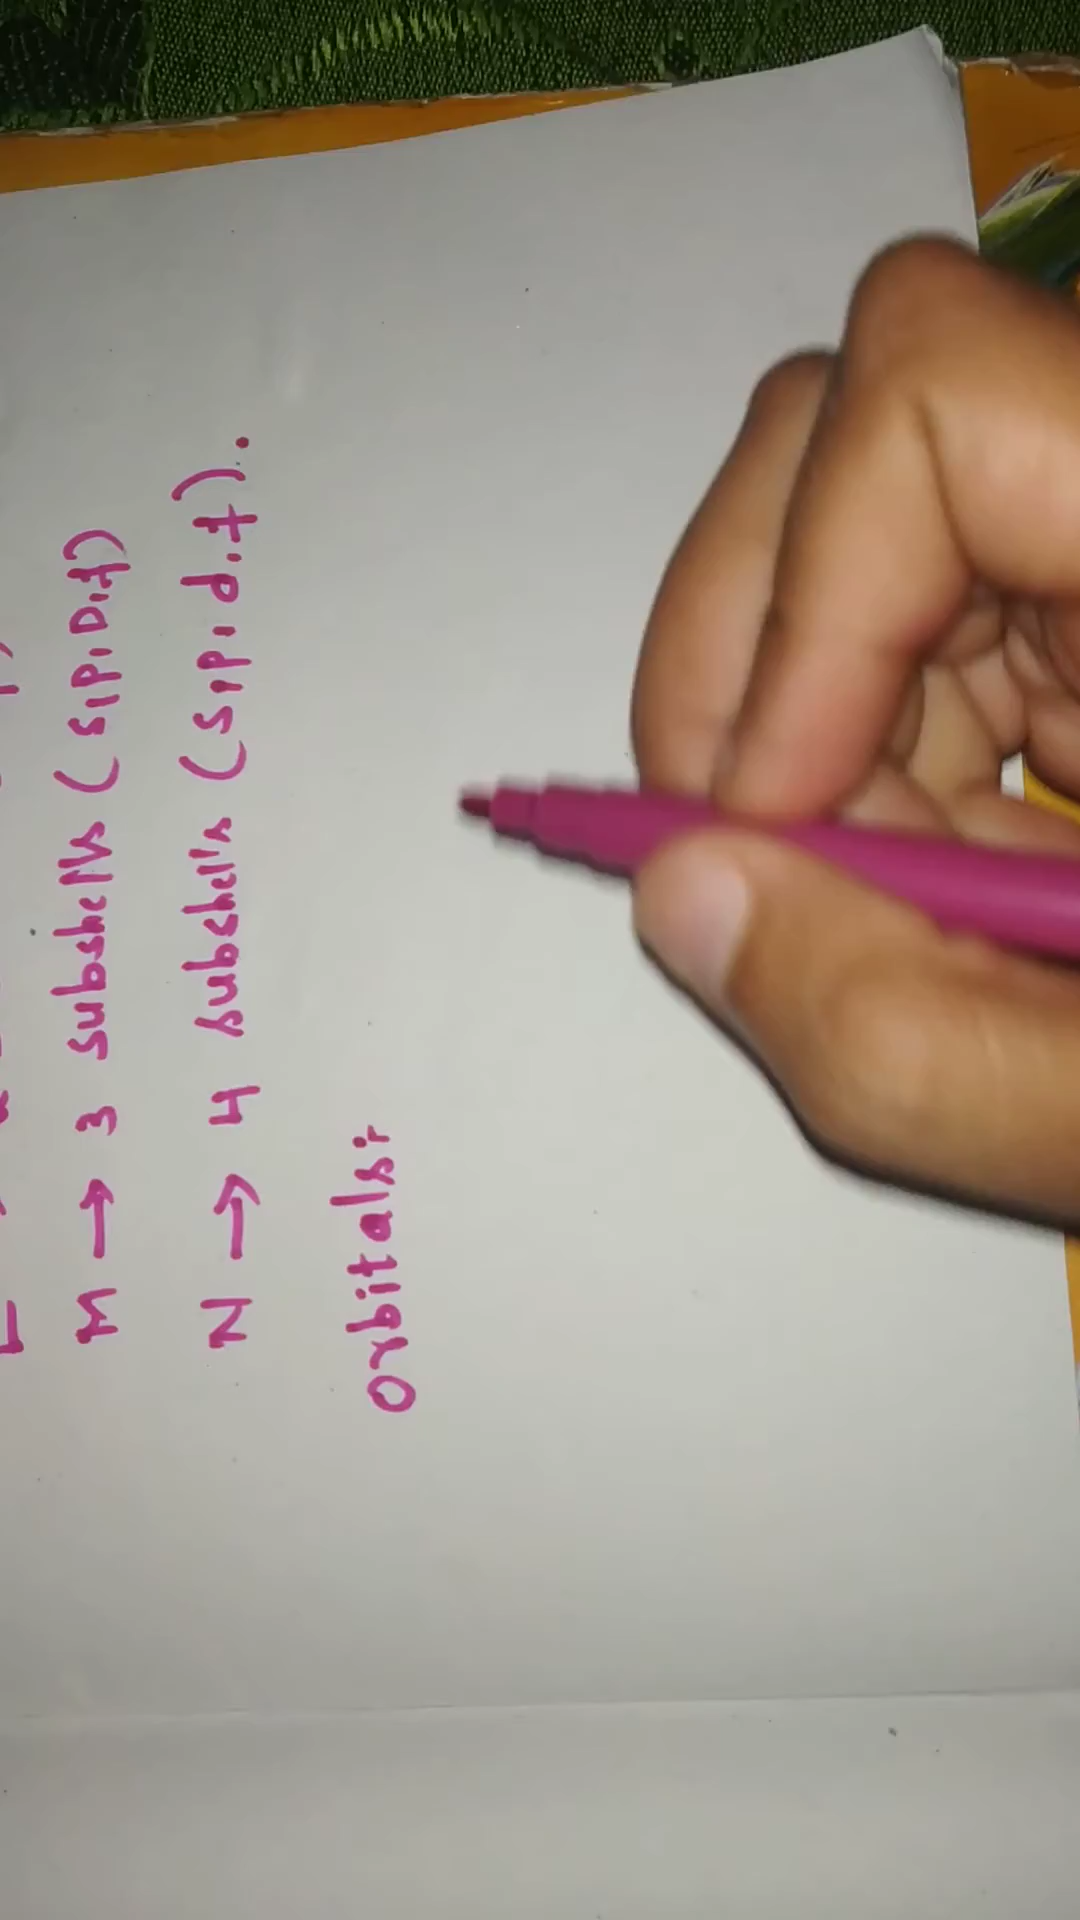 M → 3 subshells (s,p,D,f)
N → 4 subshells (s,p,d,f).
Orbitals: